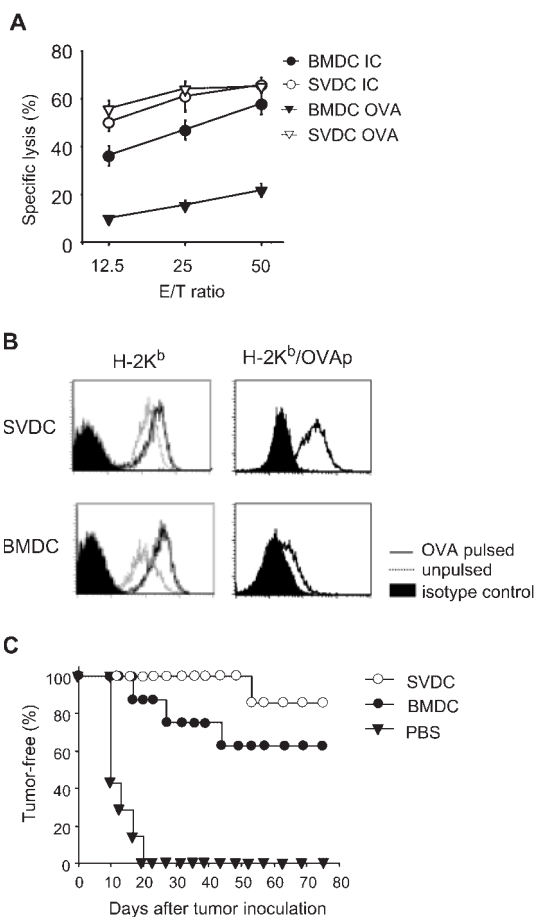 A
80
60
40
20
0
Specific lysis (%)
12.5 25 50
E/T ratio
BMDC IC
SVDC IC
BMDC OVA
SVDC OVA
B
H-2Kb
H-2Kb/OVAp
SVDC
BMDC
OVA pulsed
unpulsed
isotype control
C
100
80
60
40
20
0
Tumor-free (%)
0 10 20 30 40 50 60 70 80
Days after tumor inoculation
SVDC
BMDC
PBS